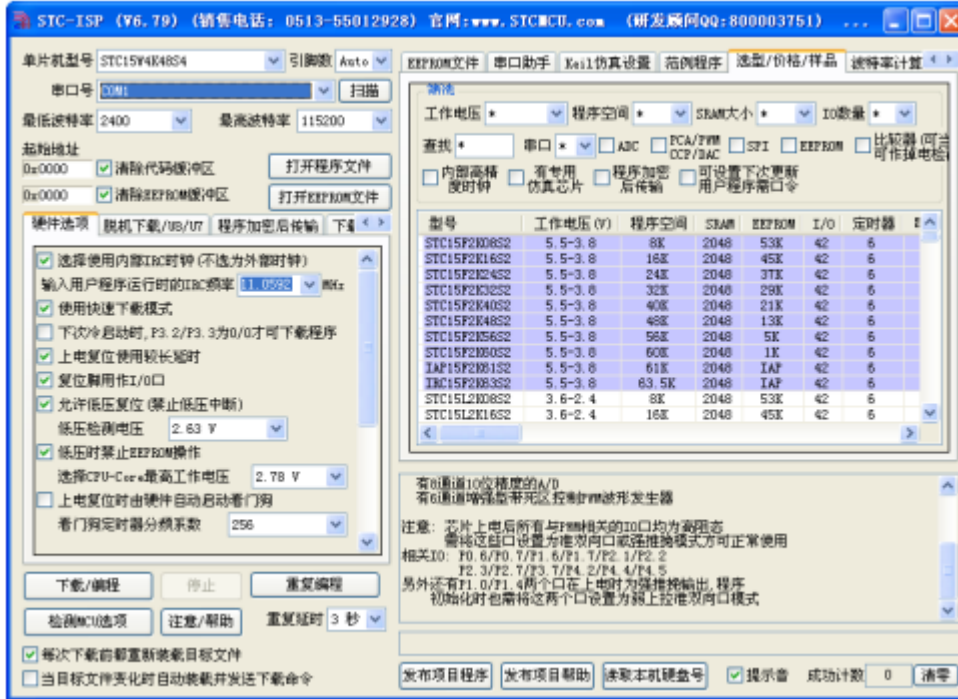 STC-ISP (V6.79) (销售电话: 0513-55012928) 官网:www.STCMCU.com (研发顾问QQ:800003751) ...
单片机型号 STC15W4K48S4 引脚数 Auto
串口号 COM1 扫描
最低波特率 2400 最高波特率 115200
起始地址
0x0000 清除代码缓冲区 打开程序文件
0x0000 清除EEPROM缓冲区 打开EEPROM文件
硬件选项 脱机下载/U8/U7 程序加密后传输
选择使用内部IRC时钟(不选为外部时钟)
输入用户程序运行时的IRC频率 11.0592 MHz
使用快速下载模式
下次冷启动时,P3.2/P3.3为0/0才可下载程序
上电复位使用较长延时
复位脚用作I/O口
允许低压复位(禁止低压中断)
低压检测电压 2.63 V
低压时禁止EEPROM操作
选择CPU-Core最高工作电压 2.78 V
上电复位时由硬件自动启动看门狗
看门狗定时器分频系数 256
下载/编程 停止 重复编程
检测MCU选项 注意/帮助 重复延时 3 秒
每次下载前都重新装载目标文件
当目标文件变化时自动装载并发送下载命令
EEPROM文件 串口助手 Keil仿真设置 范例程序 选型/价格/样品 波特率计算
工作电压 * 程序空间 * SRAM大小 * IO数量 *
查找 * 串口 * ADC PCA/PWM CCP/DAC SPI EEPROM 比较器(可当 可作掉电检
内部高精度时钟 有专用仿真芯片 程序加密后传输 可设置下次更新用户程序需口令
型号 工作电压(V) 程序空间 SRAM EEPROM I/O 定时器
STC15F2K08S2 5.5-3.8 8K 2048 53K 42 6
STC15F2K16S2 5.5-3.8 16K 2048 45K 42 6
STC15F2K24S2 5.5-3.8 24K 2048 37K 42 6
STC15F2K32S2 5.5-3.8 32K 2048 29K 42 6
STC15F2K40S2 5.5-3.8 40K 2048 21K 42 6
STC15F2K48S2 5.5-3.8 48K 2048 13K 42 6
STC15F2K56S2 5.5-3.8 56K 2048 5K 42 6
STC15F2K60S2 5.5-3.8 60K 2048 1K 42 6
IAP15F2K61S2 5.5-3.8 61K 2048 IAP 42 6
IRC15F2K63S2 5.5-3.8 63.5K 2048 IAP 42 6
STC15L2K08S2 3.6-2.4 8K 2048 53K 42 6
STC15L2K16S2 3.6-2.4 16K 2048 45K 42 6
有8通道10位精度的A/D
有6通道增强型带死区控制PWM波形发生器
注意: 芯片上电后所有与PWM相关的IO口均为高阻态
需将这些口设置为准双向口或强推挽模式方可正常使用
相关IO: P0.6/P0.7/P1.6/P1.7/P2.1/P2.2
P2.3/P2.7/P3.7/P4.2/P4.4/P4.5
另外还有P1.0/P1.4两个口在上电时为强推挽输出,程序
初始化时也需将这两个口设置为弱上拉准双向口模式
发布项目程序 发布项目帮助 读取本机硬盘号 提示音 成功计数 0 清零